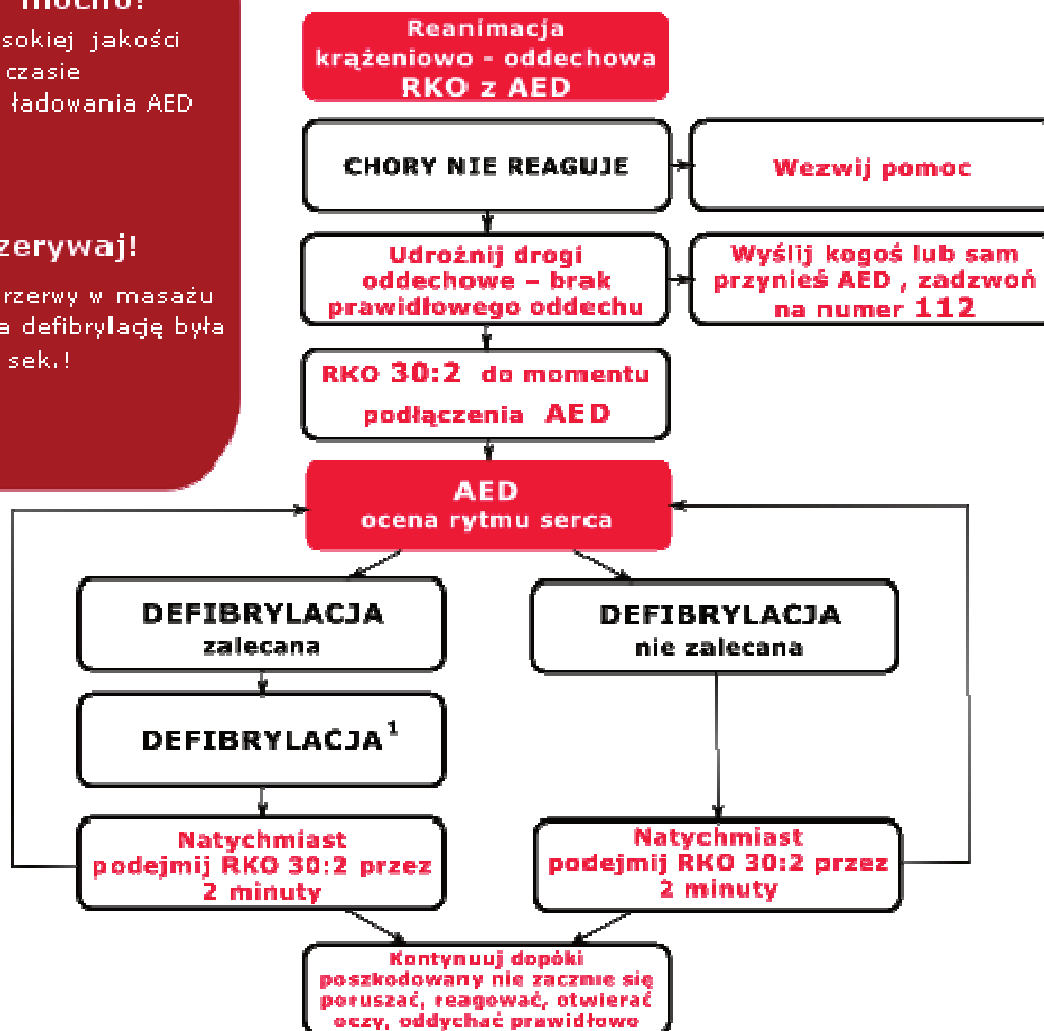 mocno!
sokiej jakości
czasie
ładowania AED
zerywaj!
rzerwy w masażu
a defibrylację była
sek.!
Reanimacja
krążeniowo - oddechowa
RKO z AED
CHORY NIE REAGUJE
Wezwij pomoc
Udrożnij drogi
oddechowe – brak
prawidłowego oddechu
Wyślij kogoś lub sam
przynieś AED , zadzwoń
na numer 112
RKO 30:2 do momentu
podłączenia AED
AED
ocena rytmu serca
DEFIBRYLACJA
zalecana
DEFIBRYLACJA
nie zalecana
DEFIBRYLACJA¹
Natychmiast
podejmij RKO 30:2 przez
2 minuty
Natychmiast
podejmij RKO 30:2 przez
2 minuty
Kontynuuj dopóki
poszkodowany nie zacznie się
poruszać, reagować, otwierać
oczy, oddychać prawidłowo